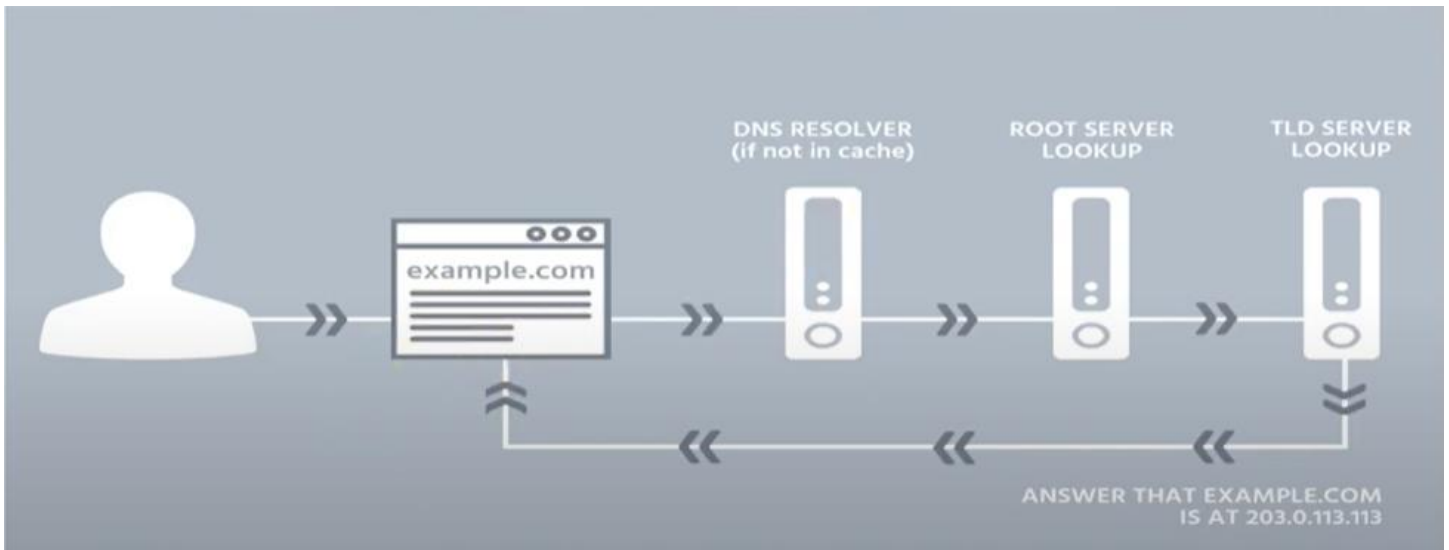 DNS RESOLVER
(if not in cache)
ROOT SERVER
LOOKUP
TLD SERVER
LOOKUP
example.com
ANSWER THAT EXAMPLE.COM
IS AT 203.0.113.113